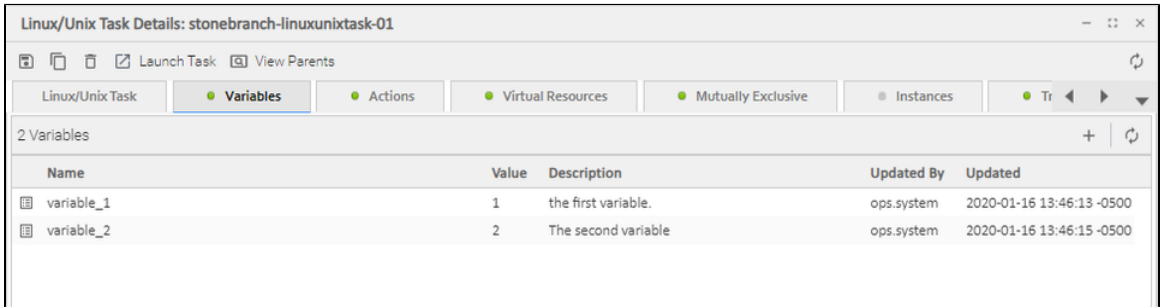 Linux/Unix Task Details: stonebranch-linuxunixtask-01
Launch Task View Parents
Linux/Unix Task Variables Actions Virtual Resources Mutually Exclusive Instances Tr
2 Variables
Name Value Description Updated By Updated
variable_1 1 the first variable. ops.system 2020-01-16 13:46:13 -0500
variable_2 2 The second variable ops.system 2020-01-16 13:46:15 -0500